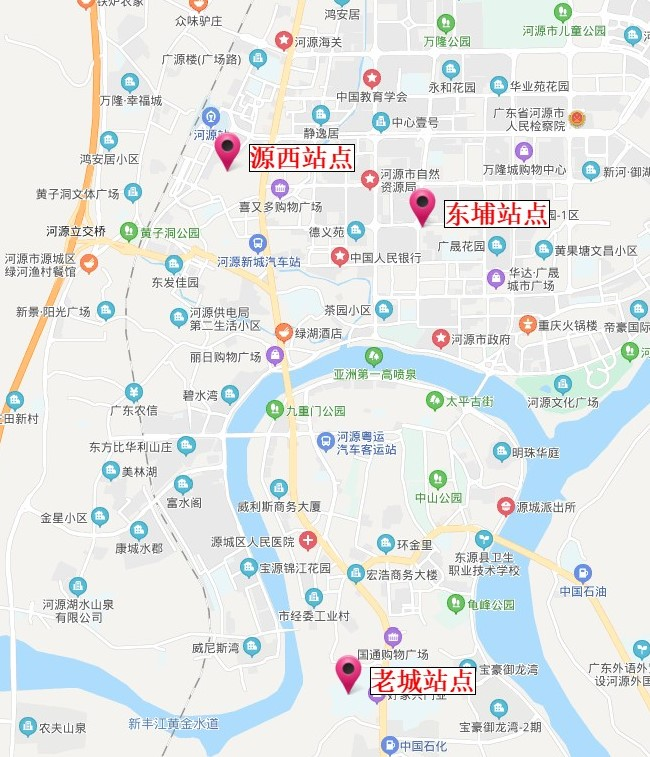 铁炉农家
众味驴庄
鸿安居
河源海关
万隆公园
河源市儿童公园
广源楼(广场路)
万隆·幸福城
中国教育学会
永和花园
华业苑花园
河源站
静逸居
中心壹号
广东省河源市
人民检察院
鸿安居小区
源西站点
万隆城购物中心
河源市自然
资源局
新河·御湖
黄子洞文体广场
喜又多购物广场
东埔站点
园-1区
河源立交桥
黄子洞公园
德义苑
广晟花园
黄果塘文昌小区
河源市源城区
绿河渔村餐馆
河源新城汽车站
中国人民银行
东发佳园
华达·广晟
城市广场
新景·阳光广场
河源供电局
第二生活小区
茶园小区
绿湖酒店
河源市政府
重庆火锅楼
帝豪国际
丽日购物广场
亚洲第一高喷泉
河
碧水湾
广东农信
九重门公园
太平古街
河源文化广场
田新村
东方比华利山庄
河源粤运
汽车客运站
明珠华庭
美林湖
富水阁
中山公园
威利斯商务大厦
源城派出所
金星小区
康城水郡
源城区人民医院
环金里
东源县卫生
职业技术学校
宝源锦江花园
宏浩商务大楼
河源湖水山泉
有限公司
市经委工业村
龟峰公园
中国石油
威尼斯湾
国通购物广场
老城站点
宝豪御龙湾
广东外语外
设河源外国
农夫山泉
新丰江黄金水道
宝豪御龙湾-2期
中国石化